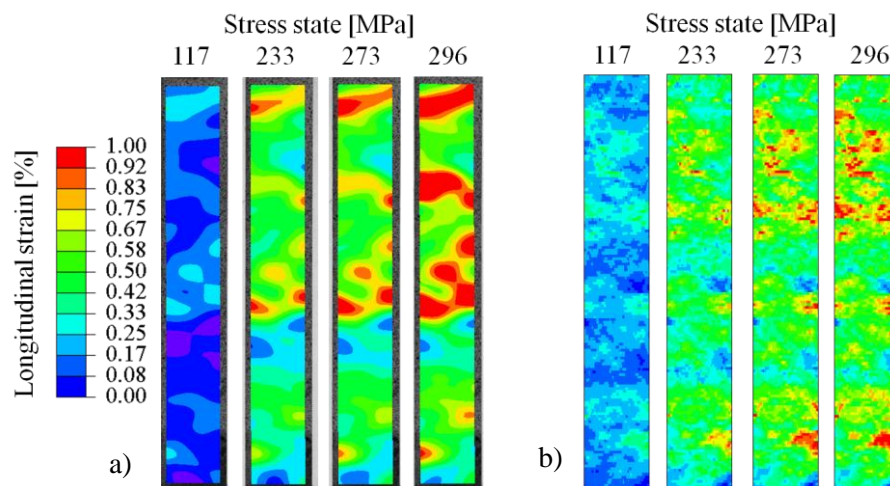 Stress state [MPa]
117 233 273 296
Stress state [MPa]
117 233 273 296
Longitudinal strain [%]
1.00
0.92
0.83
0.75
0.67
0.58
0.50
0.42
0.33
0.25
0.17
0.08
0.00
a)
b)